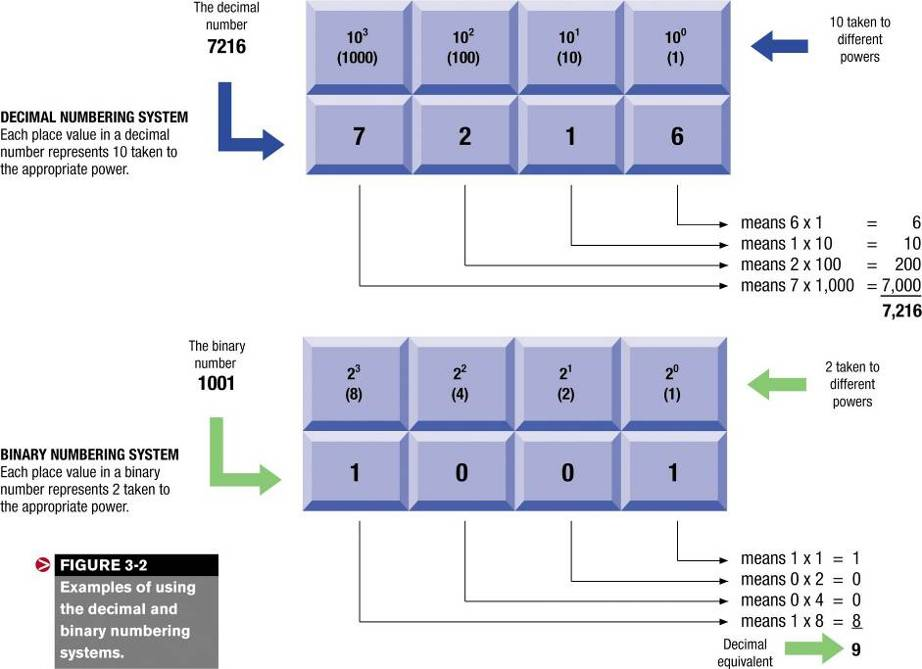 The decimal
number
7216
10³ 10² 10¹ 10⁰
(1000) (100) (10) (1)
10 taken to
different
powers
DECIMAL NUMBERING SYSTEM
Each place value in a decimal
number represents 10 taken to
the appropriate power.
7 2 1 6
means 6 x 1 = 6
means 1 x 10 = 10
means 2 x 100 = 200
means 7 x 1,000 = 7,000
7,216
The binary
number
1001
2³ 2² 2¹ 2⁰
(8) (4) (2) (1)
2 taken to
different
powers
BINARY NUMBERING SYSTEM
Each place value in a binary
number represents 2 taken to
the appropriate power.
1 0 0 1
means 1 x 1 = 1
means 0 x 2 = 0
means 0 x 4 = 0
means 1 x 8 = 8
Decimal
equivalent
9
FIGURE 3-2
Examples of using
the decimal and
binary numbering
systems.